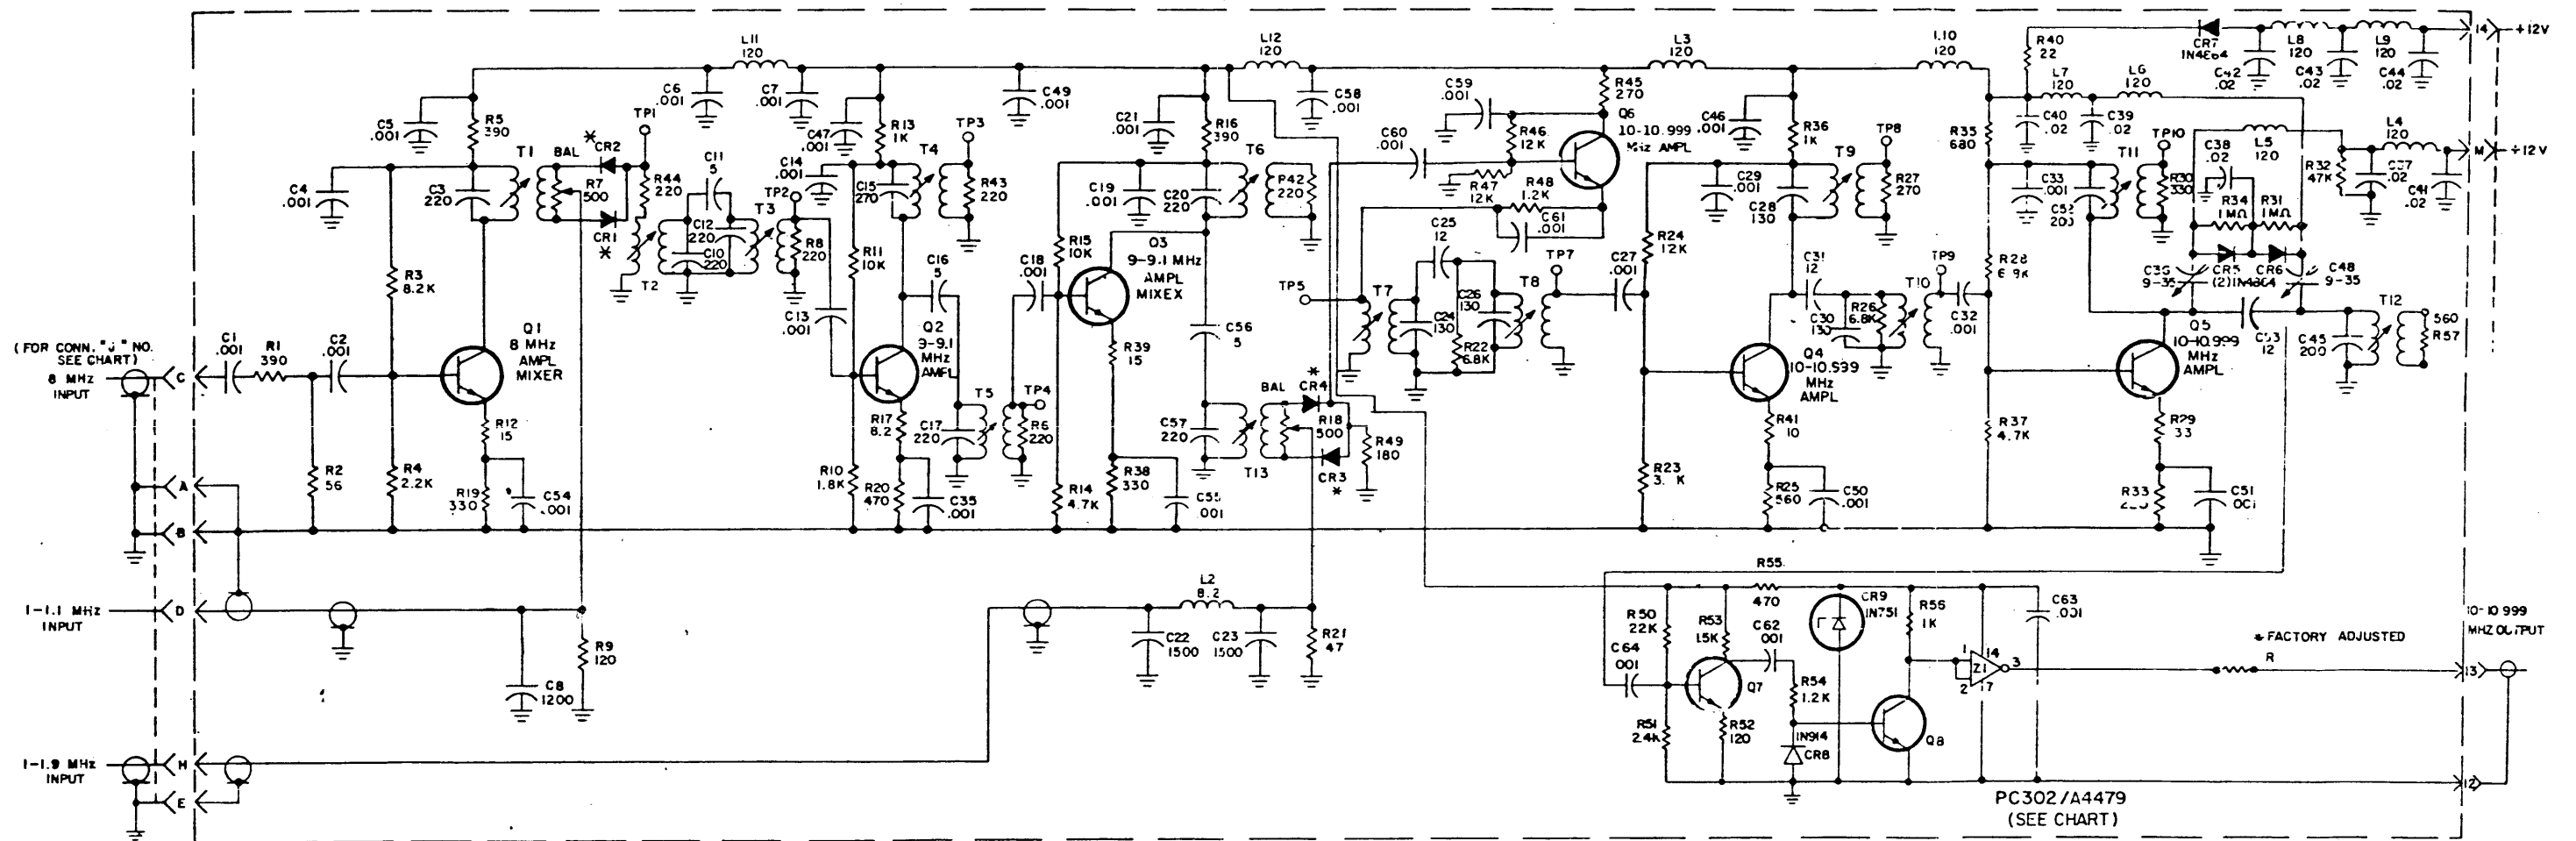 L11
120
L12
120
L3
120
L10
120
R40
22
CR7
L8
120
L9
120
14
+12V
C42
.02
C43
.02
C44
.02
L7
120
L6
120
C5
.001
R5
390
C6
.001
C7
.001
TP1
C47
.001
R13
1K
C49
.001
TP3
C21
.001
R16
390
C58
.001
C59
.001
R45
270
Q6
10-10.999
MHz AMPL
R46
12K
C60
.001
C46
.001
R36
1K
TP8
R35
680
C40
.02
C39
.02
TP10
L5
120
L4
120
M
+12V
T1
BAL
CR2
*
R7
500
R44
220
C11
5
C14
.001
T4
T6
T9
T11
C38
.02
R32
47K
C37
.02
C41
.02
C4
.001
C3
220
CR1
*
TP2
T3
C12
220
C10
220
R8
220
T2
C15
270
R43
220
C19
.001
C20
220
220
R47
12K
R48
1.2K
C61
.001
C29
.001
C28
130
R27
270
C33
.001
C52
200
R30
330
R34
1MΩ
R31
1MΩ
R3
8.2K
R11
10K
C16
5
C13
.001
C18
.001
R15
10K
Q3
9-9.1 MHz
AMPL
MIXEX
TP5
T7
C25
12
C24
130
R22
6.8K
C26
130
T8
TP7
C27
.001
R24
12K
C31
12
TP9
T10
C30
130
R26
6.8K
C32
.001
R28
9-35
CR5
CR6
C48
9-35
T12
560
R57
C45
200
12
Q5
10-10.999
MHz
AMPL
(FOR CONN. "J" NO.
SEE CHART)
8 MHz
INPUT
C
C1
.001
R1
390
C2
.001
Q1
8 MHz
AMPL
MIXER
Q2
9-9.1
MHz
AMPL
R39
15
C56
5
Q4
10-10.999
MHz
AMPL
R12
15
R17
8.2
C17
220
T5
TP4
R6
220
C57
220
T13
BAL
CR4
*
R18
500
CR3
*
R49
180
R41
10
R37
4.7K
R29
33
A
B
R2
56
R4
2.2K
R19
330
C54
.001
R10
1.8K
R20
470
C35
.001
R14
4.7K
R38
330
C55
.001
R23
R25
560
C50
.001
R33
C51
1-1.1 MHz
INPUT
D
R9
120
C8
1200
L2
8.2
C22
1500
C23
1500
R21
47
R55
470
R50
22K
R53
C62
001
C64
001
CR9
1N751
R56
1K
C63
.001
1
2
14
Z1
3
17
Q7
R54
1.2K
R51
2.4K
R52
120
1N914
CR8
Q8
* FACTORY ADJUSTED
R
10-10 999
MHZ OUTPUT
13
12
1-1.9 MHz
INPUT
H
E
PC302/A4479
(SEE CHART)